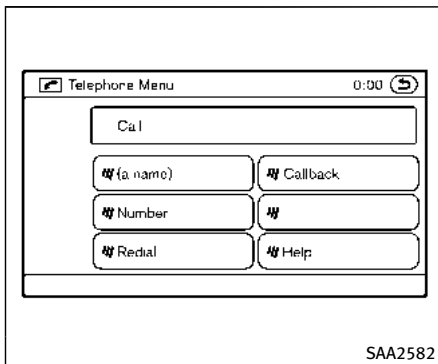 Telephone Menu 0:00
Call
(a name) Callback
Number
Redial Help
SAA2582